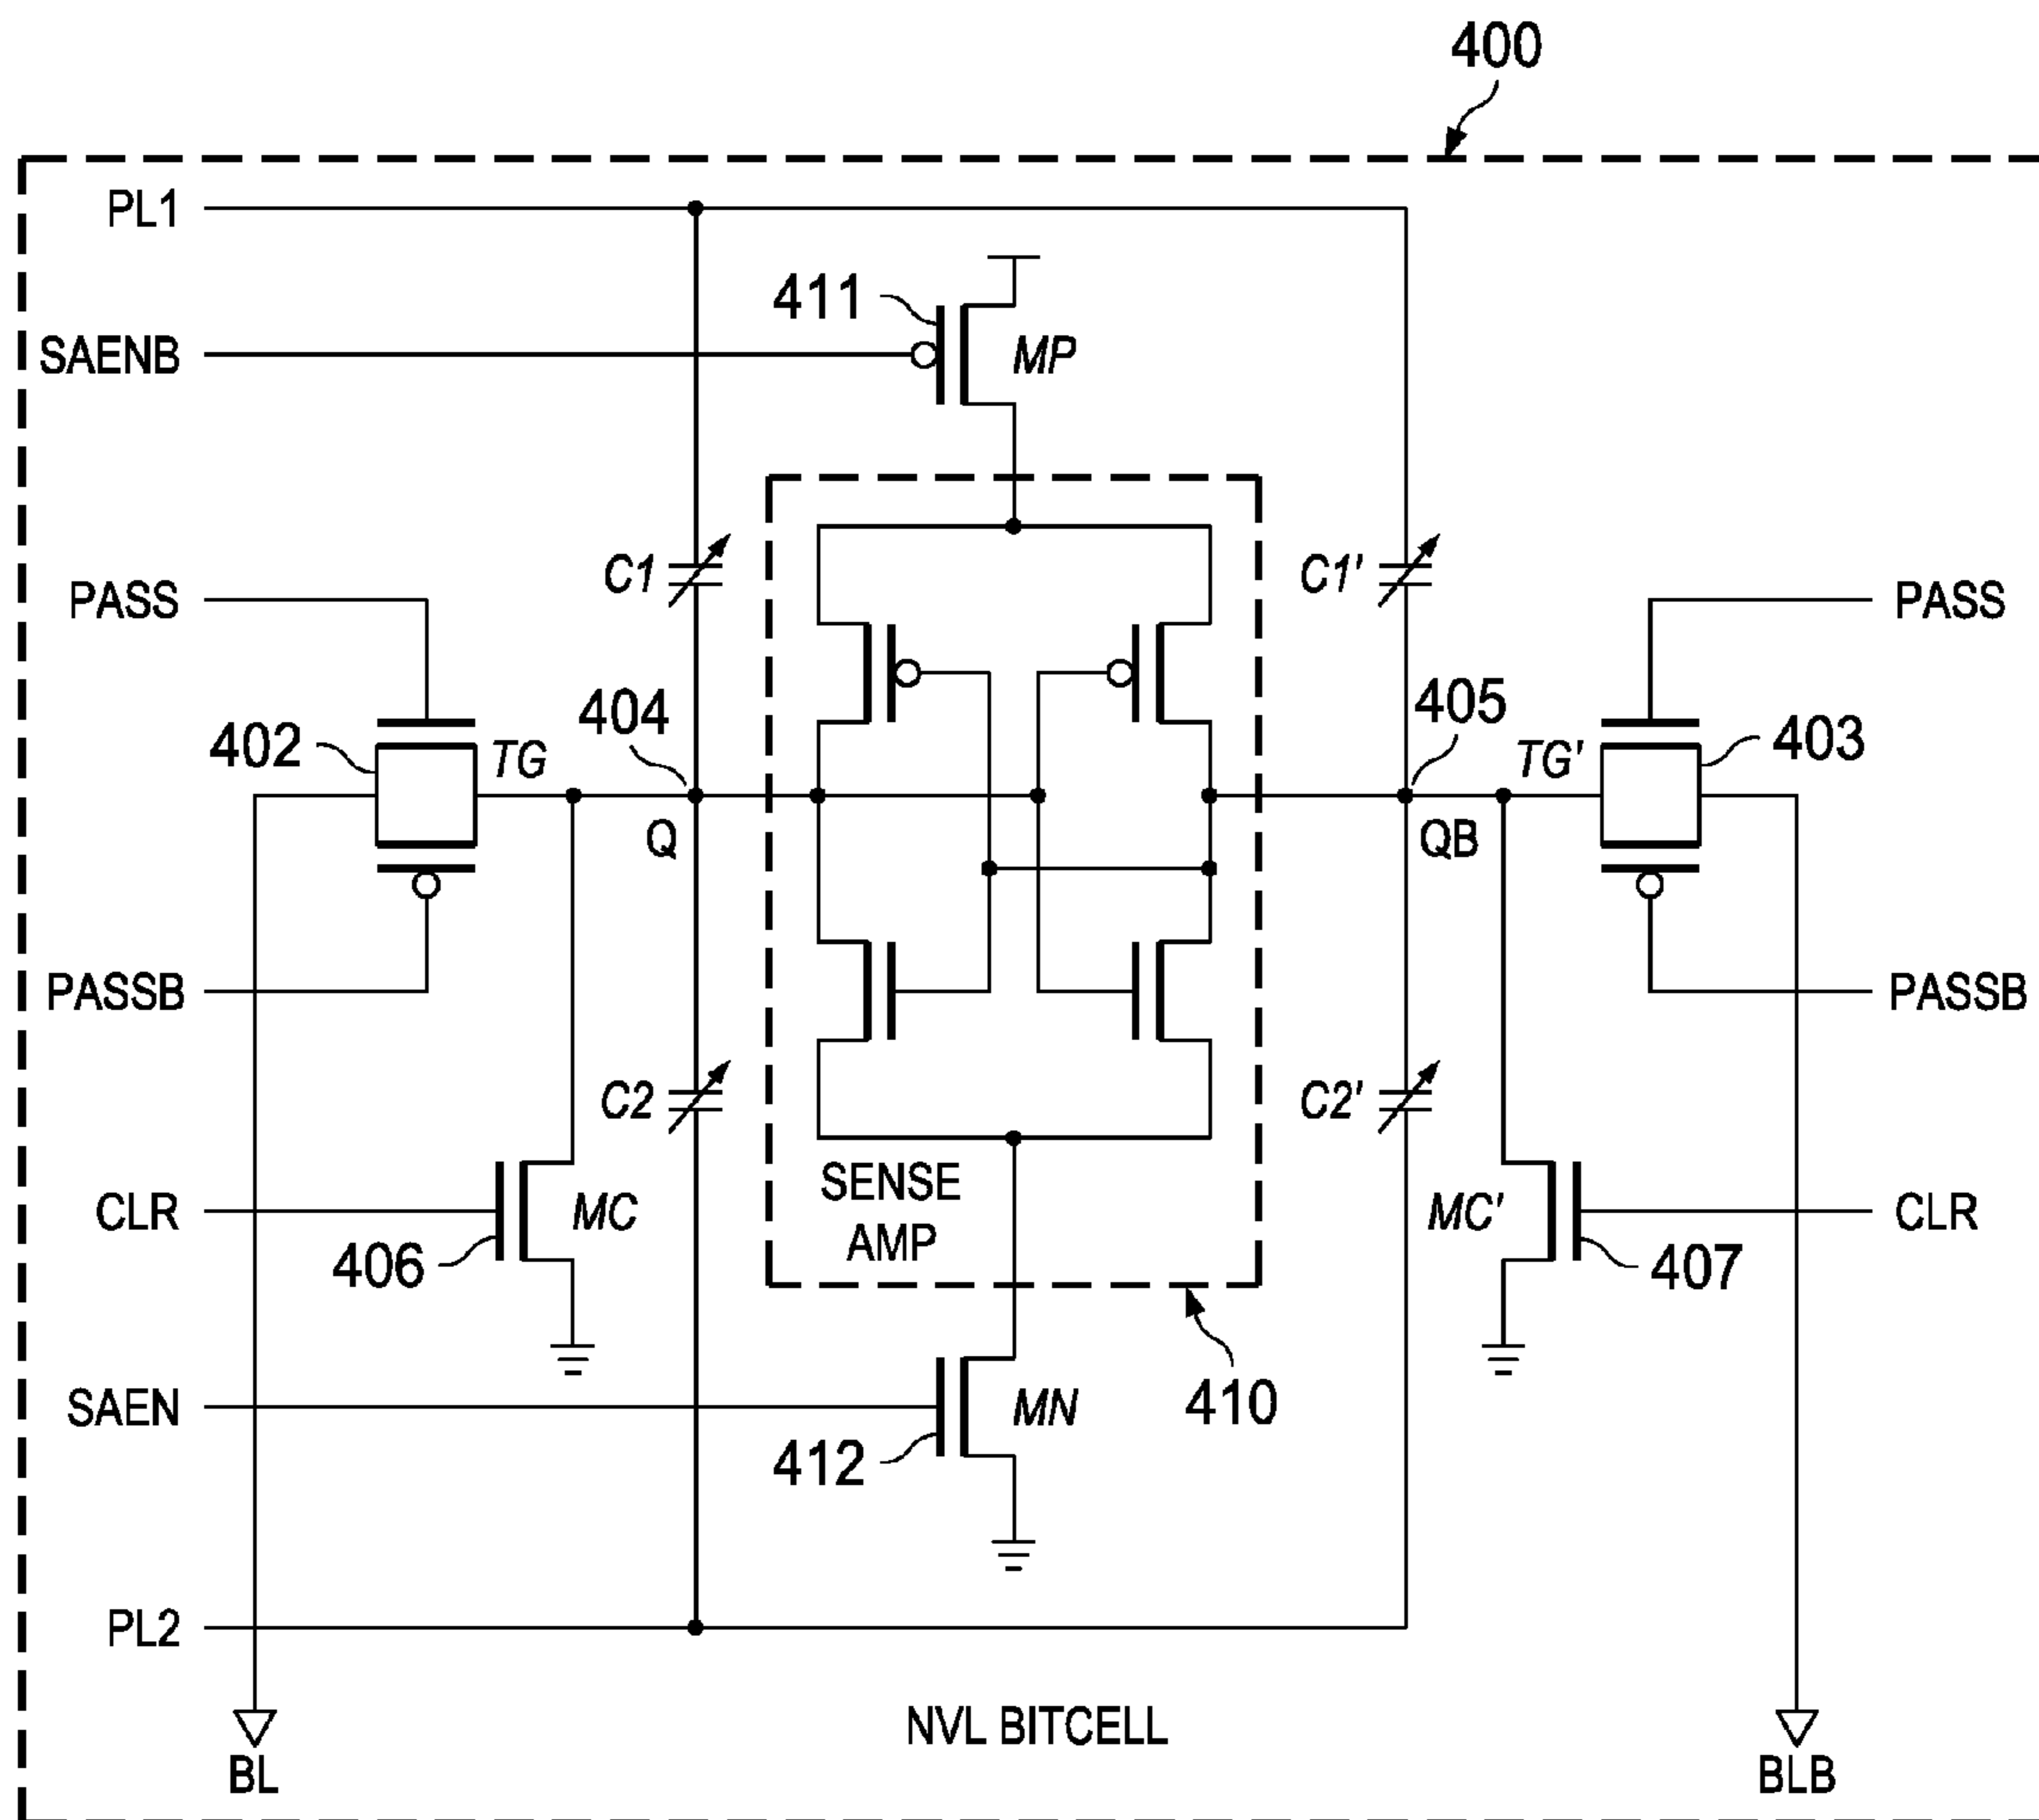 400
PL1
411
SAENB
MP
C1
C1'
PASS
PASS
404
405
402
TG
TG'
403
Q
QB
PASSB
PASSB
C2
C2'
SENSE
AMP
CLR
MC
MC'
CLR
406
407
SAEN
MN
410
412
PL2
NVL BITCELL
BL
BLB